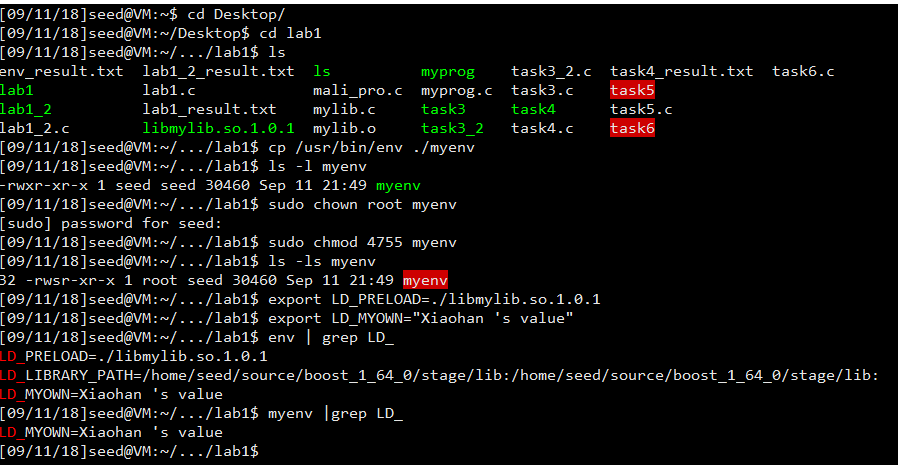 [09/11/18]seed@VM:~$ cd Desktop/
[09/11/18]seed@VM:~/Desktop$ cd lab1
[09/11/18]seed@VM:~/.../lab1$ ls
env_result.txt  lab1_2_result.txt  ls         myprog    task3_2.c  task4_result.txt  task6.c
lab1            lab1.c             mali_pro.c  myprog.c  task3.c    task5
lab1_2          lab1_result.txt    mylib.c     task3     task4      task5.c
lab1_2.c        libmylib.so.1.0.1  mylib.o     task3_2   task4.c    task6
[09/11/18]seed@VM:~/.../lab1$ cp /usr/bin/env ./myenv
[09/11/18]seed@VM:~/.../lab1$ ls -l myenv
-rwxr-xr-x 1 seed seed 30460 Sep 11 21:49 myenv
[09/11/18]seed@VM:~/.../lab1$ sudo chown root myenv
[sudo] password for seed:
[09/11/18]seed@VM:~/.../lab1$ sudo chmod 4755 myenv
[09/11/18]seed@VM:~/.../lab1$ ls -ls myenv
32 -rwsr-xr-x 1 root seed 30460 Sep 11 21:49 myenv
[09/11/18]seed@VM:~/.../lab1$ export LD_PRELOAD=./libmylib.so.1.0.1
[09/11/18]seed@VM:~/.../lab1$ export LD_MYOWN="Xiaohan 's value"
[09/11/18]seed@VM:~/.../lab1$ env | grep LD_
LD_PRELOAD=./libmylib.so.1.0.1
LD_LIBRARY_PATH=/home/seed/source/boost_1_64_0/stage/lib:/home/seed/source/boost_1_64_0/stage/lib:
LD_MYOWN=Xiaohan 's value
[09/11/18]seed@VM:~/.../lab1$ myenv |grep LD_
LD_MYOWN=Xiaohan 's value
[09/11/18]seed@VM:~/.../lab1$